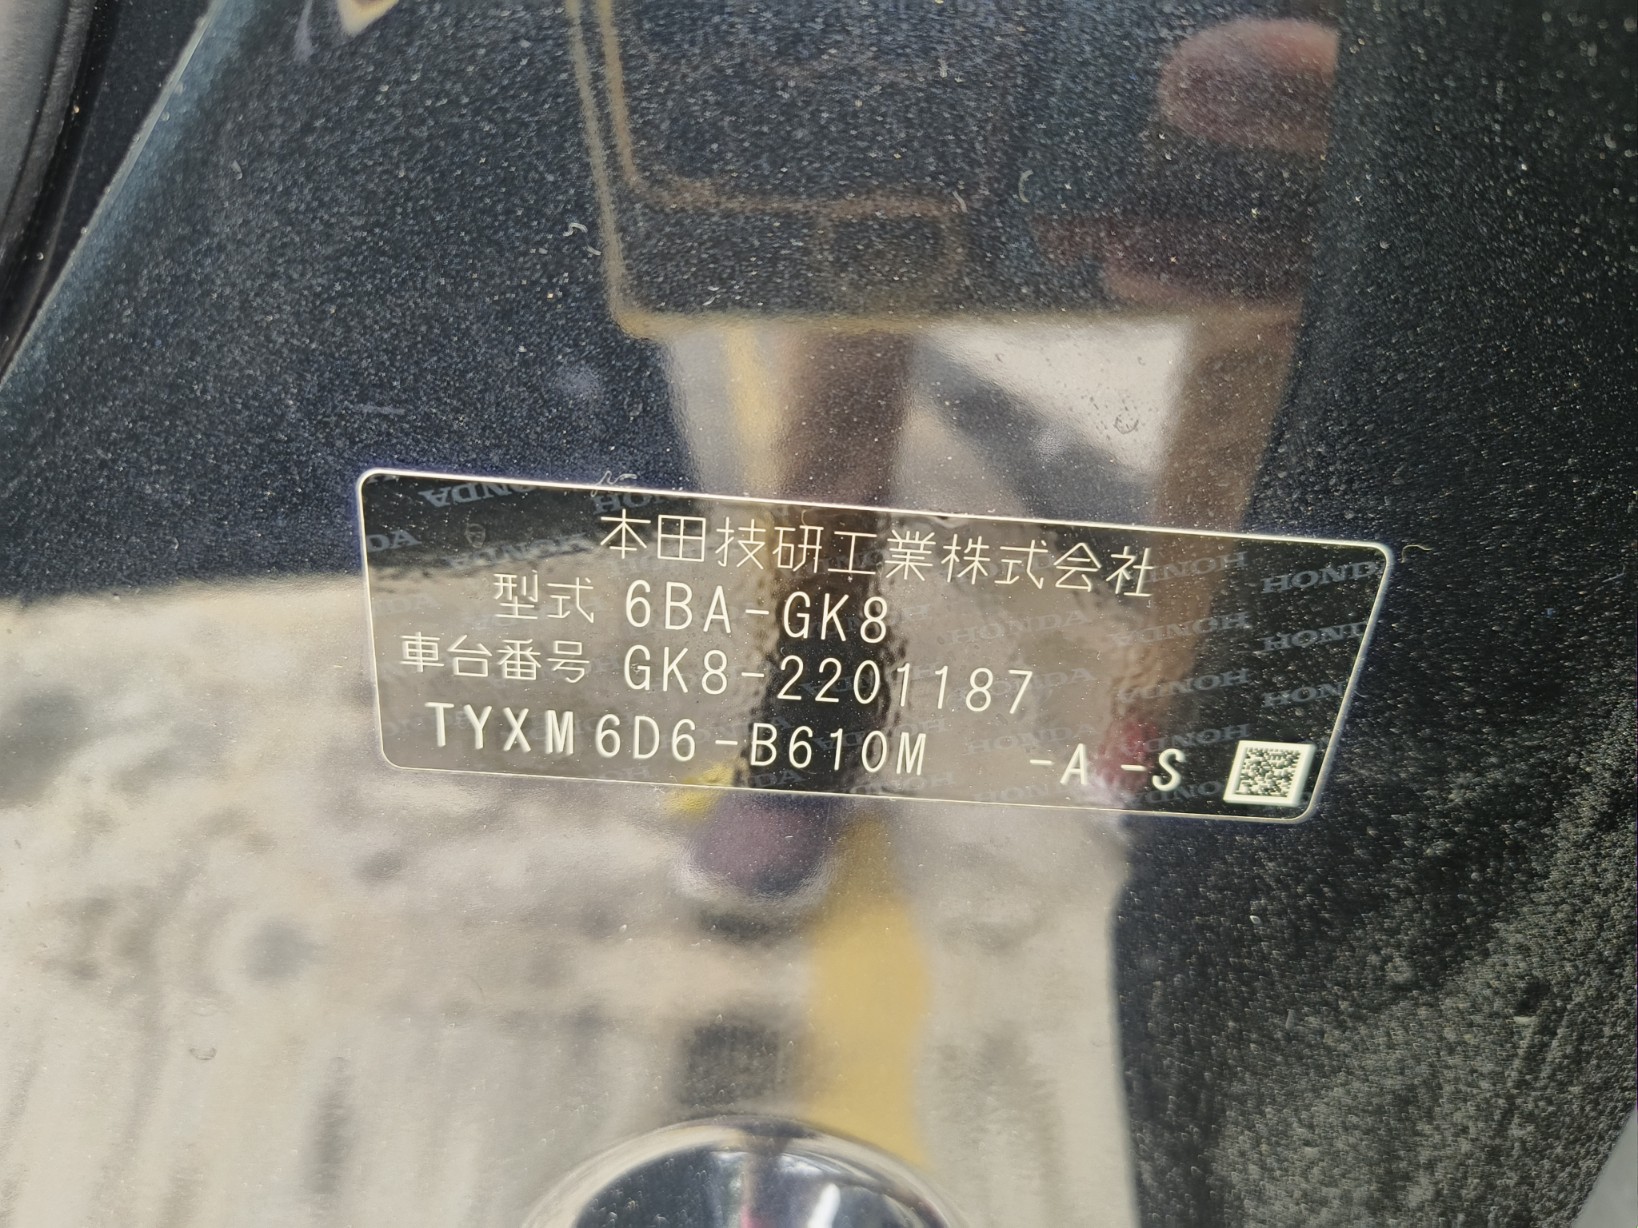 本田技研工業株式会社
型式 6BA-GK8
車台番号 GK8-2201187
TYXM6D6-B610M -A -S